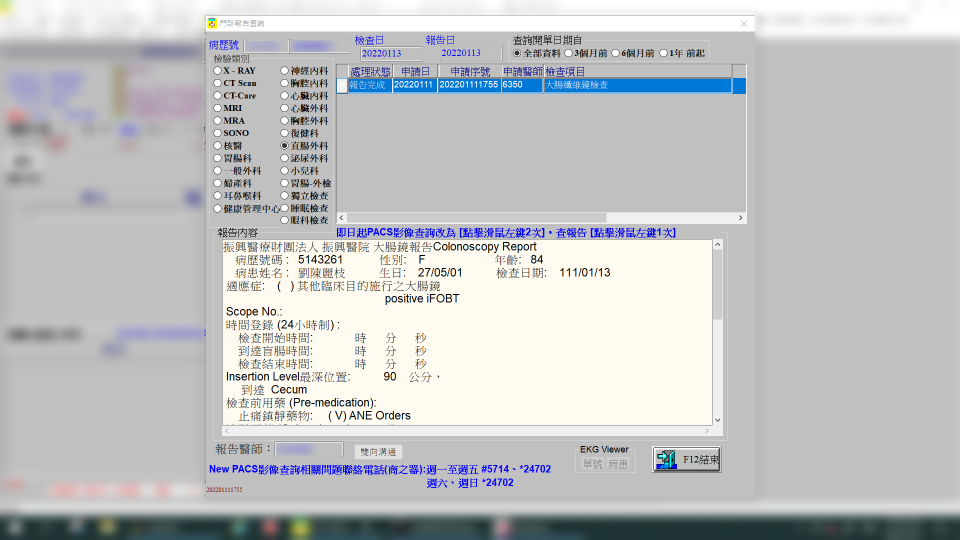 門診報告查詢
病歷號 檢查日 報告日 查詢開單日期自
20220113 20220113 全部資料 3個月前 6個月前 1年 前起
檢驗類別
X - RAY 神經內科
CT Scan 胸腔內科
CT-Care 心臟內科
MRI 心臟外科
MRA 胸腔外科
SONO 復健科
核醫 直腸外科
胃腸科 泌尿外科
一般外科 小兒科
婦產科 胃腸-外檢
耳鼻喉科 獨立檢查
健康管理中心 睡眠檢查
眼科檢查
處理狀態 申請日 申請序號 申請醫師 檢查項目
報告完成 20220111 202201111755 6350 大腸纖維鏡檢查
報告內容 即日起PACS影像查詢改為 [點擊滑鼠左鍵2次]。查報告 [點擊滑鼠左鍵1次]
振興醫療財團法人 振興醫院 大腸鏡報告Colonoscopy Report
病歷號碼: 5143261 性別: F 年齡: 84
病患姓名: 劉陳麗枝 生日: 27/05/01 檢查日期: 111/01/13
適應症: ( ) 其他臨床目的施行之大腸鏡
positive iFOBT
Scope No.:
時間登錄 (24小時制) :
檢查開始時間: 時 分 秒
到達盲腸時間: 時 分 秒
檢查結束時間: 時 分 秒
Insertion Level最深位置: 90 公分，
到達 Cecum
檢查前用藥 (Pre-medication):
止痛鎮靜藥物: ( V) ANE Orders
報告醫師： 雙向溝通 EKG Viewer
單號 病患 F12結束
New PACS影像查詢相關問題聯絡電話(商之器):週一至週五 #5714、*24702
週六、週日 *24702
202201111755